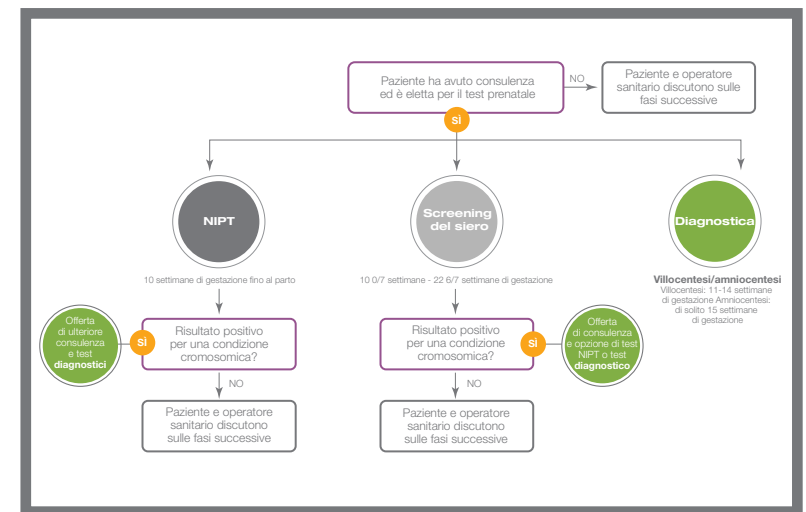 Paziente ha avuto consulenza
ed è eletta per il test prenatale
NO
Paziente e operatore
sanitario discutono sulle
fasi successive
SÌ
NIPT
Screening
del siero
Diagnostica
10 settimane di gestazione fino al parto
10 0/7 settimane - 22 6/7 settimane di gestazione
Villocentesi/amniocentesi
Villocentesi: 11-14 settimane
di gestazione Amniocentesi:
di solito 15 settimane
di gestazione
Offerta
di ulteriore
consulenza
e test
diagnostici
SÌ
Risultato positivo
per una condizione
cromosomica?
Risultato positivo
per una condizione
cromosomica?
SÌ
Offerta
di consulenza
e opzione di test
NIPT o test
diagnostico
NO
NO
Paziente e operatore
sanitario discutono
sulle fasi successive
Paziente e operatore
sanitario discutono
sulle fasi successive